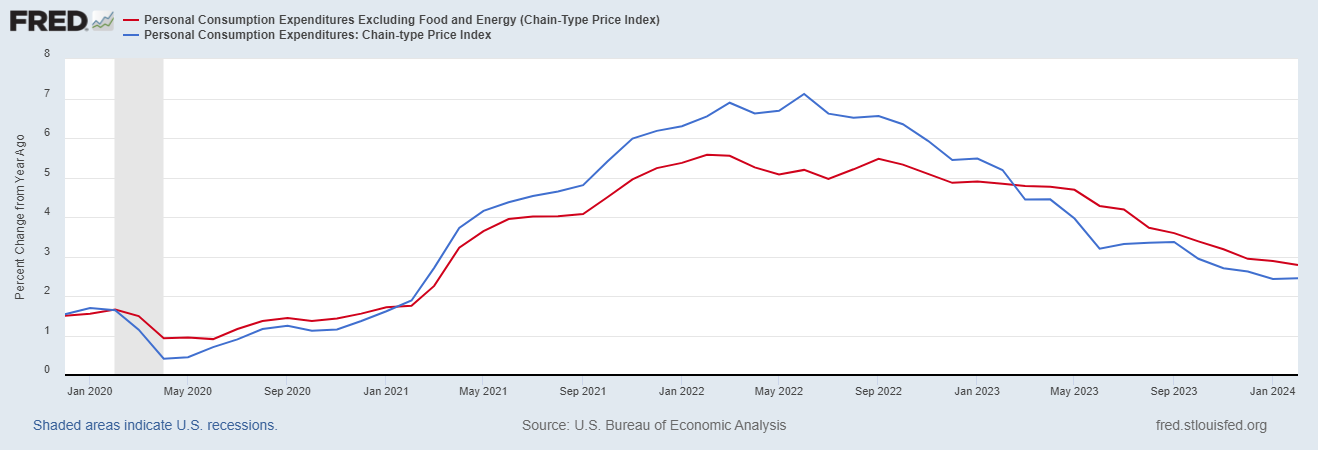 FRED
Personal Consumption Expenditures Excluding Food and Energy (Chain-Type Price Index)
Personal Consumption Expenditures: Chain-type Price Index
Percent Change from Year Ago
8
7
6
5
4
3
2
1
0
Jan 2020 May 2020 Sep 2020 Jan 2021 May 2021 Sep 2021 Jan 2022 May 2022 Sep 2022 Jan 2023 May 2023 Sep 2023 Jan 2024
Shaded areas indicate U.S. recessions. Source: U.S. Bureau of Economic Analysis fred.stlouisfed.org